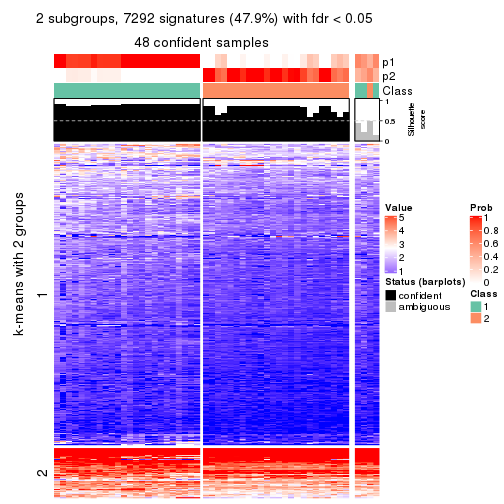 2 subgroups, 7292 signatures (47.9%) with fdr < 0.05
48 confident samples
p1
p2
Class
1
0.5
0
Silhouette
score
k-means with 2 groups
1
2
Value
5
4
3
2
1
Status (barplots)
confident
ambiguous
Prob
1
0.8
0.6
0.4
0.2
0
Class
1
2